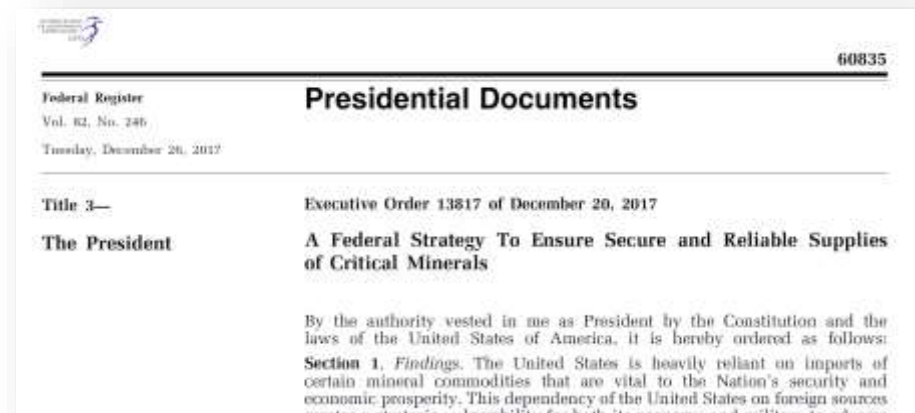 60835
Federal Register
Vol. 82, No. 246
Tuesday, December 26, 2017
Presidential Documents
Title 3—
The President
Executive Order 13817 of December 20, 2017
A Federal Strategy To Ensure Secure and Reliable Supplies
of Critical Minerals
By the authority vested in me as President by the Constitution and the
laws of the United States of America, it is hereby ordered as follows:
Section 1. Findings. The United States is heavily reliant on imports of
certain mineral commodities that are vital to the Nation's security and
economic prosperity. This dependency of the United States on foreign sources